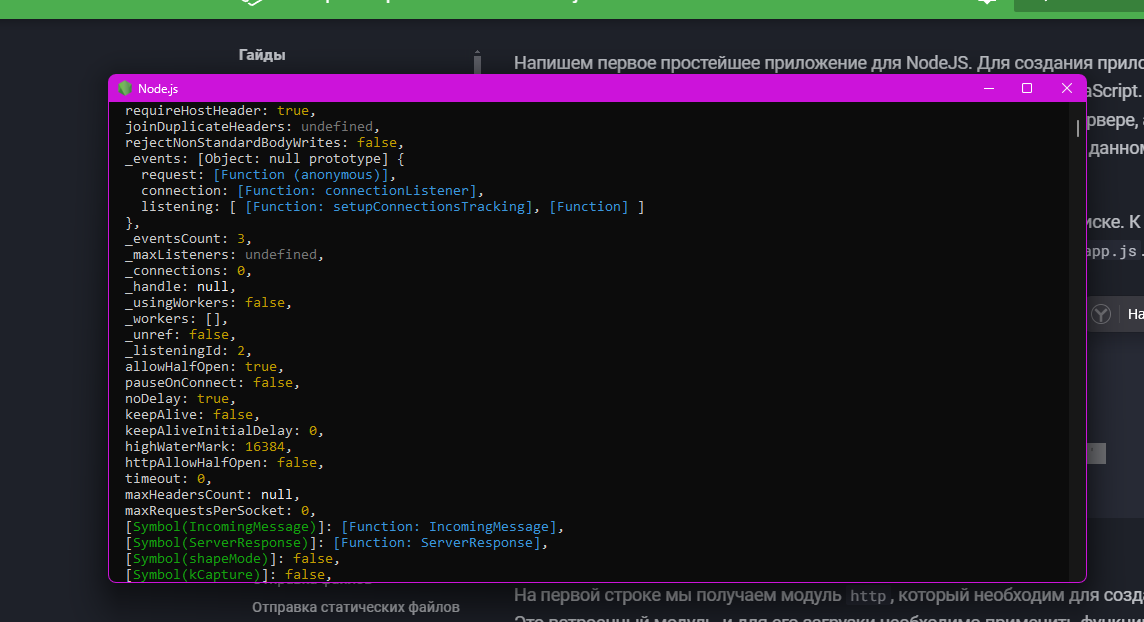 Гайды
Напишем первое простейшее приложение для NodeJS. Для создания
Node.js
requireHostHeader: true,
joinDuplicateHeaders: undefined,
rejectNonStandardBodyWrites: false,
_events: [Object: null prototype] {
request: [Function (anonymous)],
connection: [Function: connectionListener],
listening: [ [Function: setupConnectionsTracking], [Function] ]
},
_eventsCount: 3,
_maxListeners: undefined,
_connections: 0,
_handle: null,
_usingWorkers: false,
_workers: [],
_unref: false,
_listeningId: 2,
allowHalfOpen: true,
pauseOnConnect: false,
noDelay: true,
keepAlive: false,
keepAliveInitialDelay: 0,
highWaterMark: 16384,
httpAllowHalfOpen: false,
timeout: 0,
maxHeadersCount: null,
maxRequestsPerSocket: 0,
[Symbol(IncomingMessage)]: [Function: IncomingMessage],
[Symbol(ServerResponse)]: [Function: ServerResponse],
[Symbol(shapeMode)]: false,
[Symbol(kCapture)]: false,
aScript.
рвере,
данном
иске. К
app.js.
На
Отправка статических файлов
На первой строке мы получаем модуль http, который необходим для